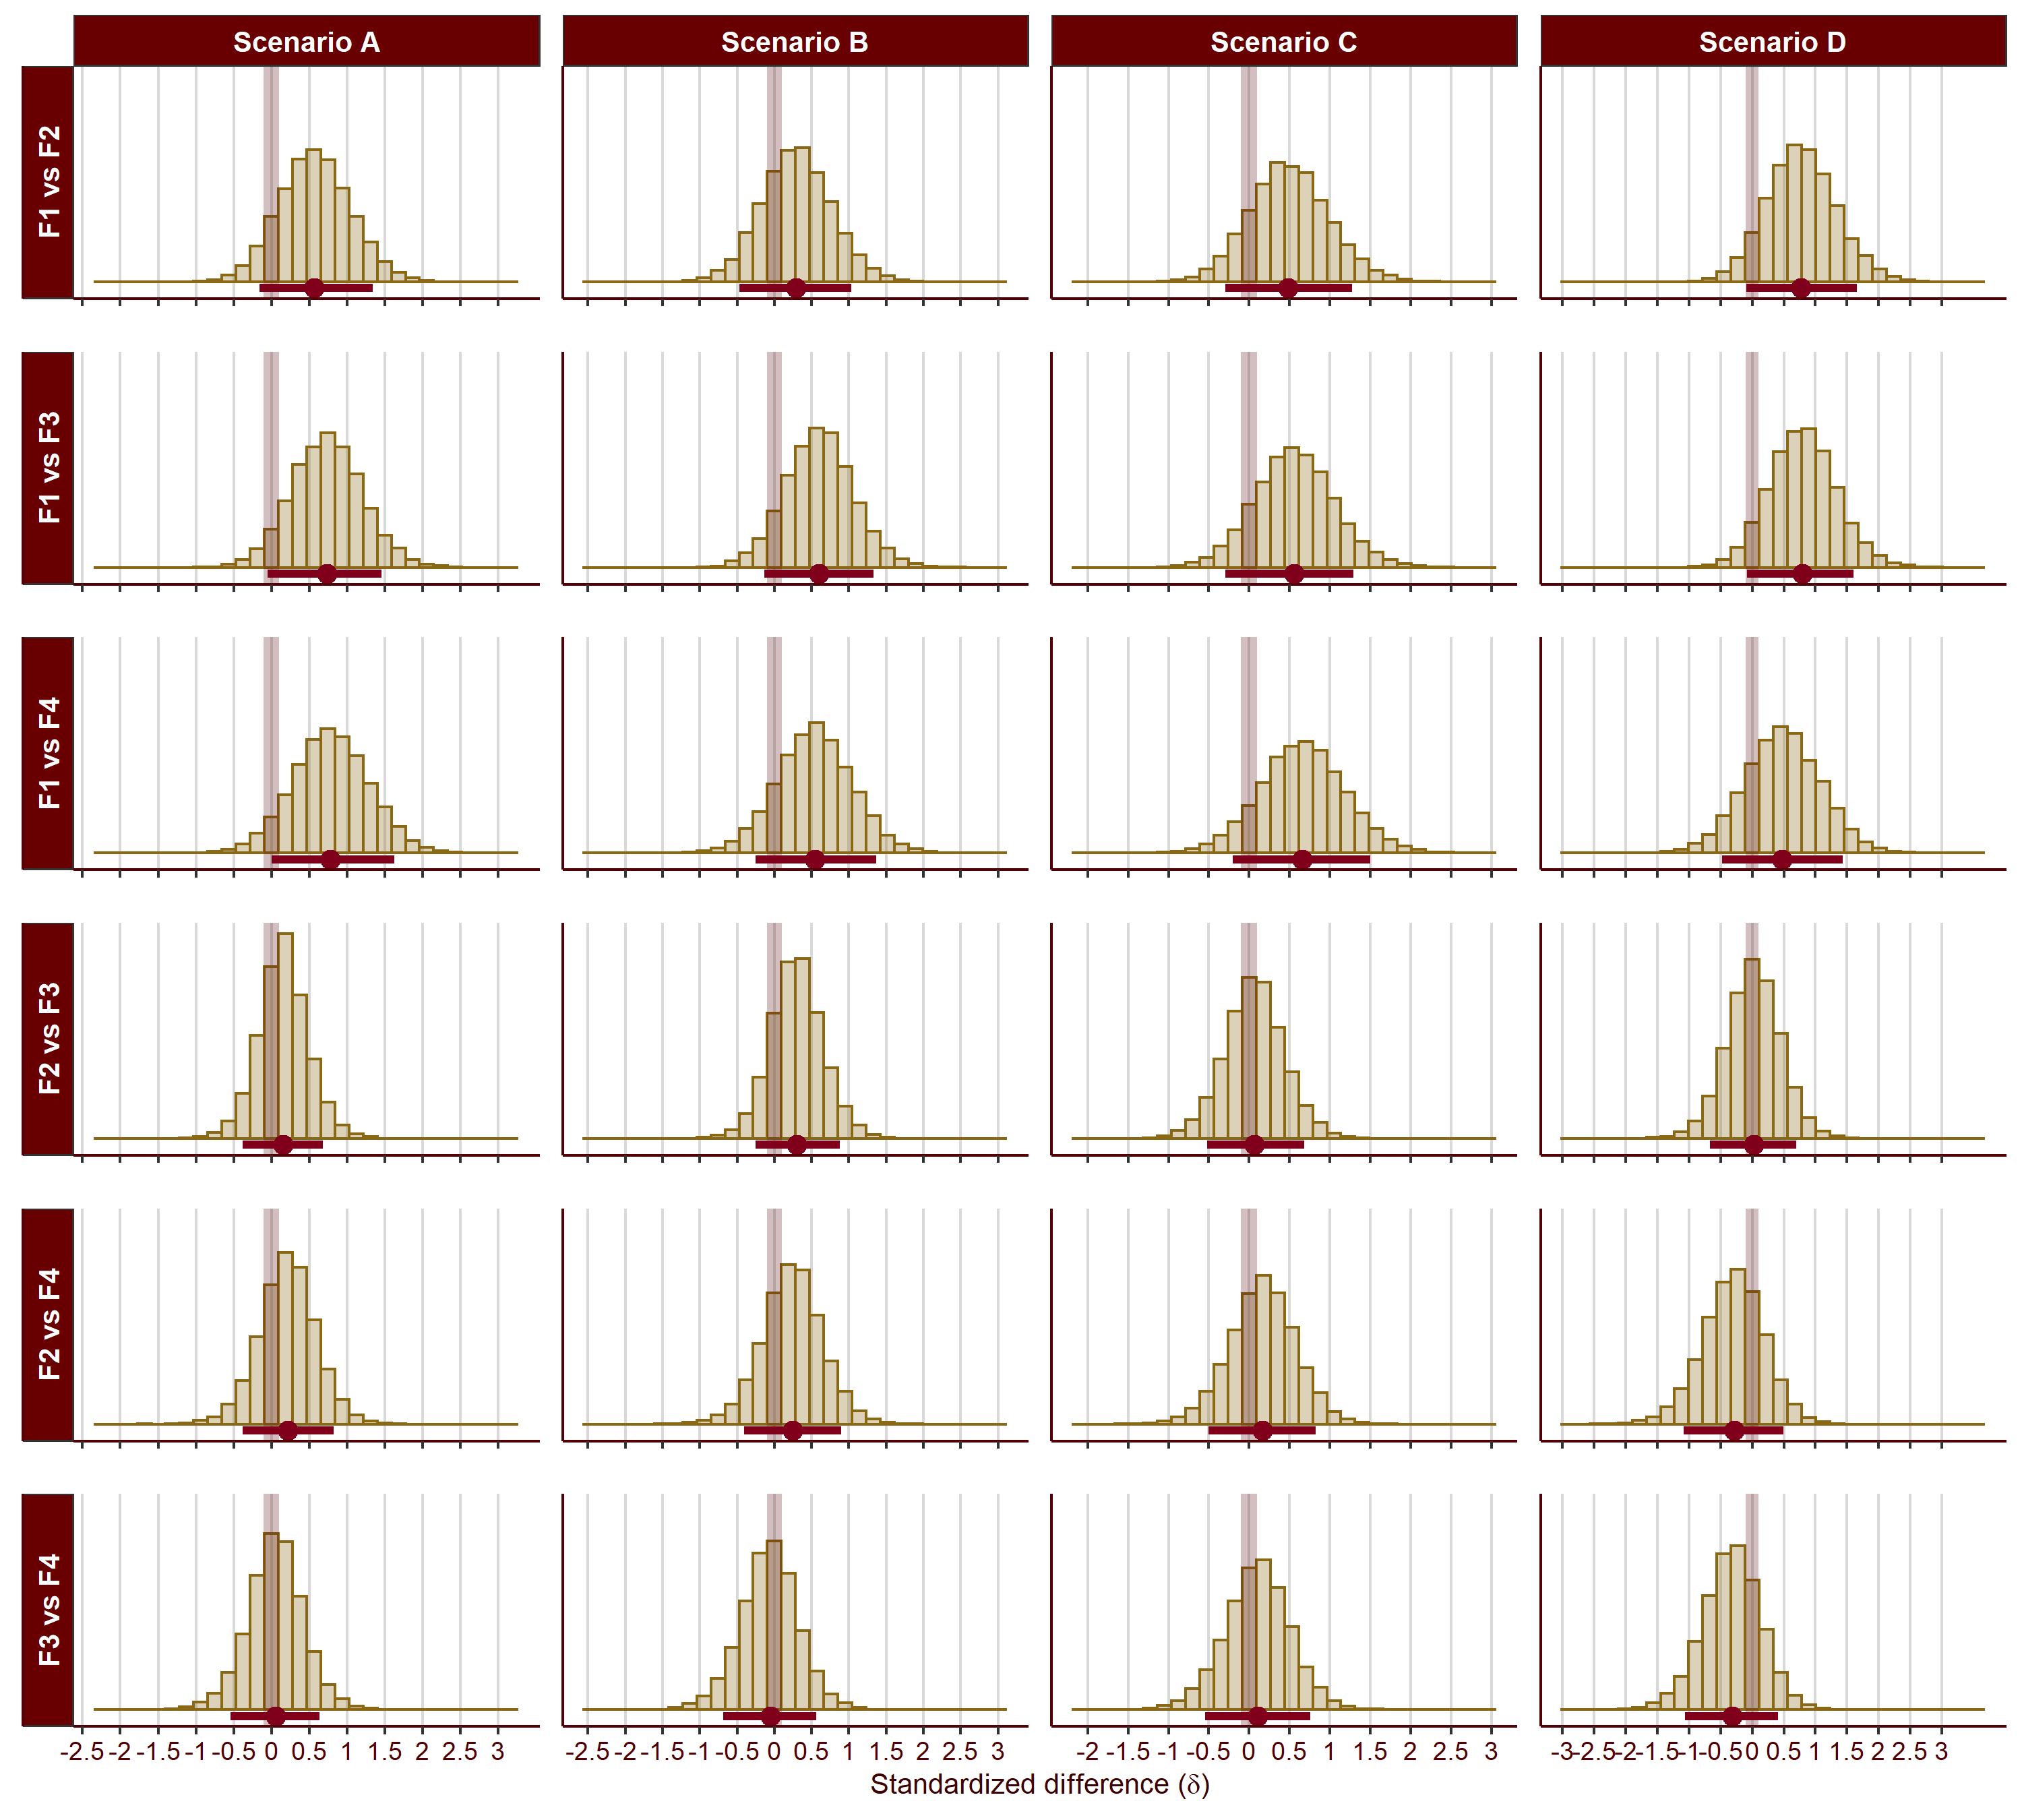 Scenario A Scenario B Scenario C Scenario D
F1 vs F2
F1 vs F3
F1 vs F4
F2 vs F3
F2 vs F4
F3 vs F4
-2.5 -2 -1.5 -1 -0.5 0 0.5 1 1.5 2 2.5 3 -2.5 -2 -1.5 -1 -0.5 0 0.5 1 1.5 2 2.5 3 -2 -1.5 -1 -0.5 0 0.5 1 1.5 2 2.5 3 -3 -2.5 -2 -1.5 -1 -0.5 0 0.5 1 1.5 2 2.5 3
Standardized difference (δ)